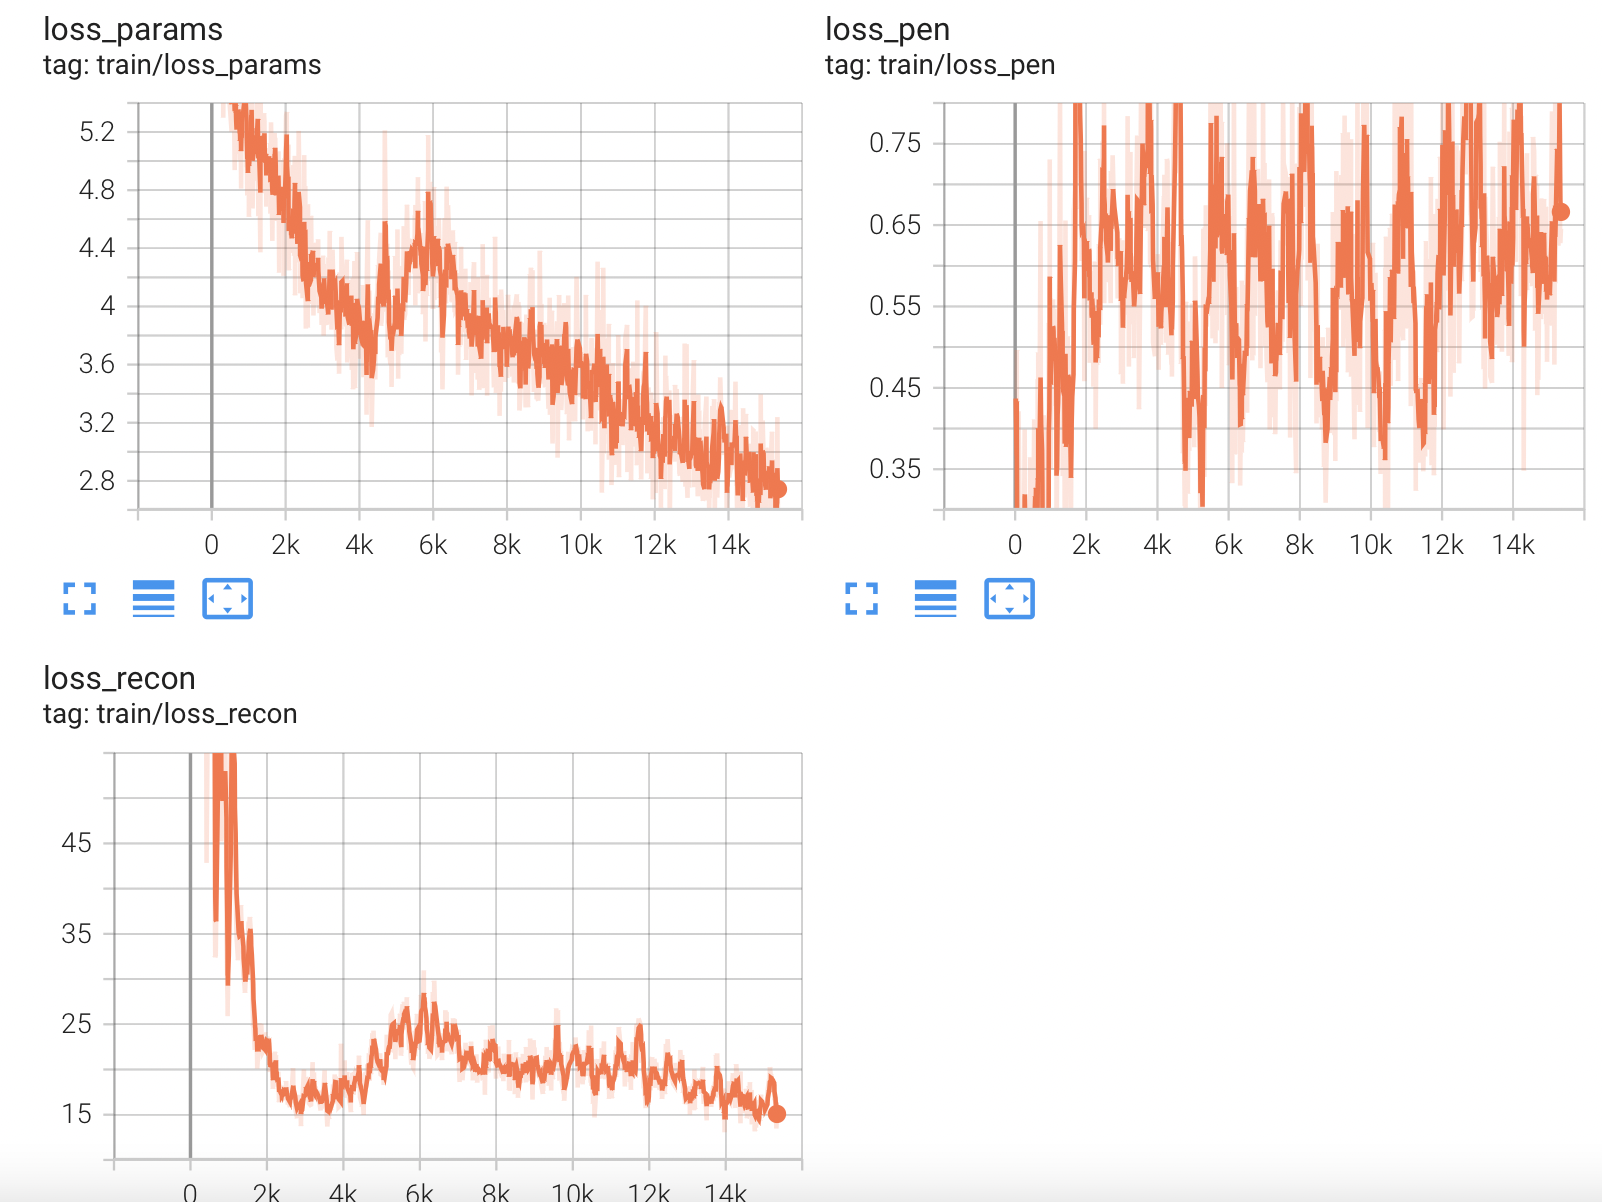 loss_params
tag: train/loss_params
5.2
4.8
4.4
4
3.6
3.2
2.8
0 2k 4k 6k 8k 10k 12k 14k
loss_pen
tag: train/loss_pen
0.75
0.65
0.55
0.45
0.35
0 2k 4k 6k 8k 10k 12k 14k
loss_recon
tag: train/loss_recon
45
35
25
15
0 2k 4k 6k 8k 10k 12k 14k